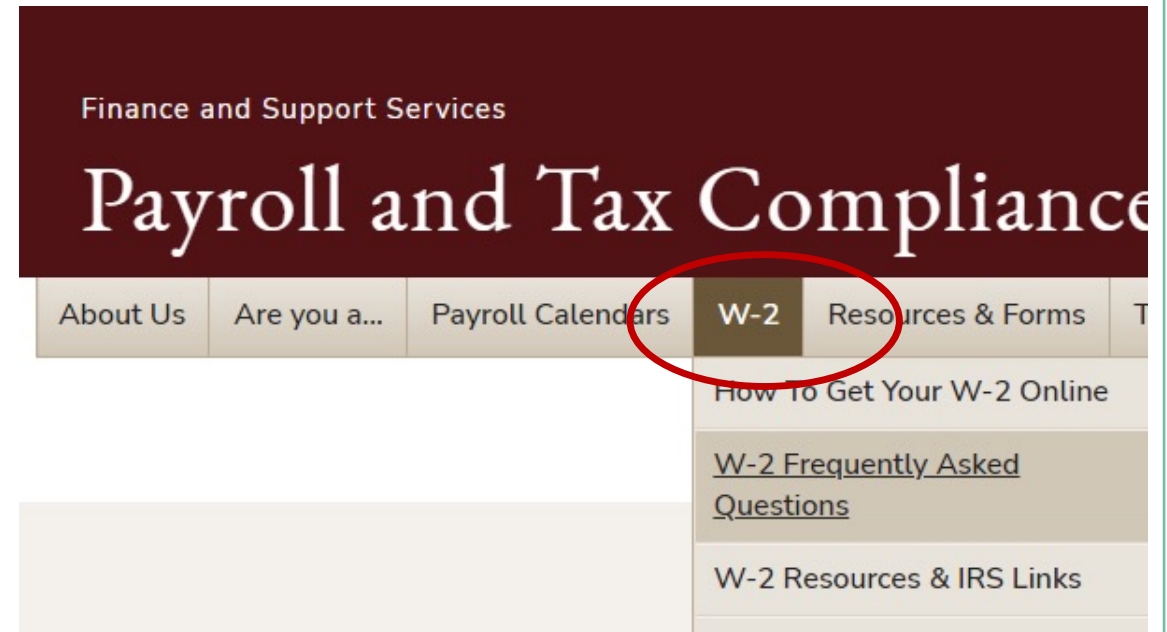 Finance and Support Services
Payroll and Tax Compliance
About Us Are you a... Payroll Calendars W-2 Resources & Forms T
How To Get Your W-2 Online
W-2 Frequently Asked
Questions
W-2 Resources & IRS Links